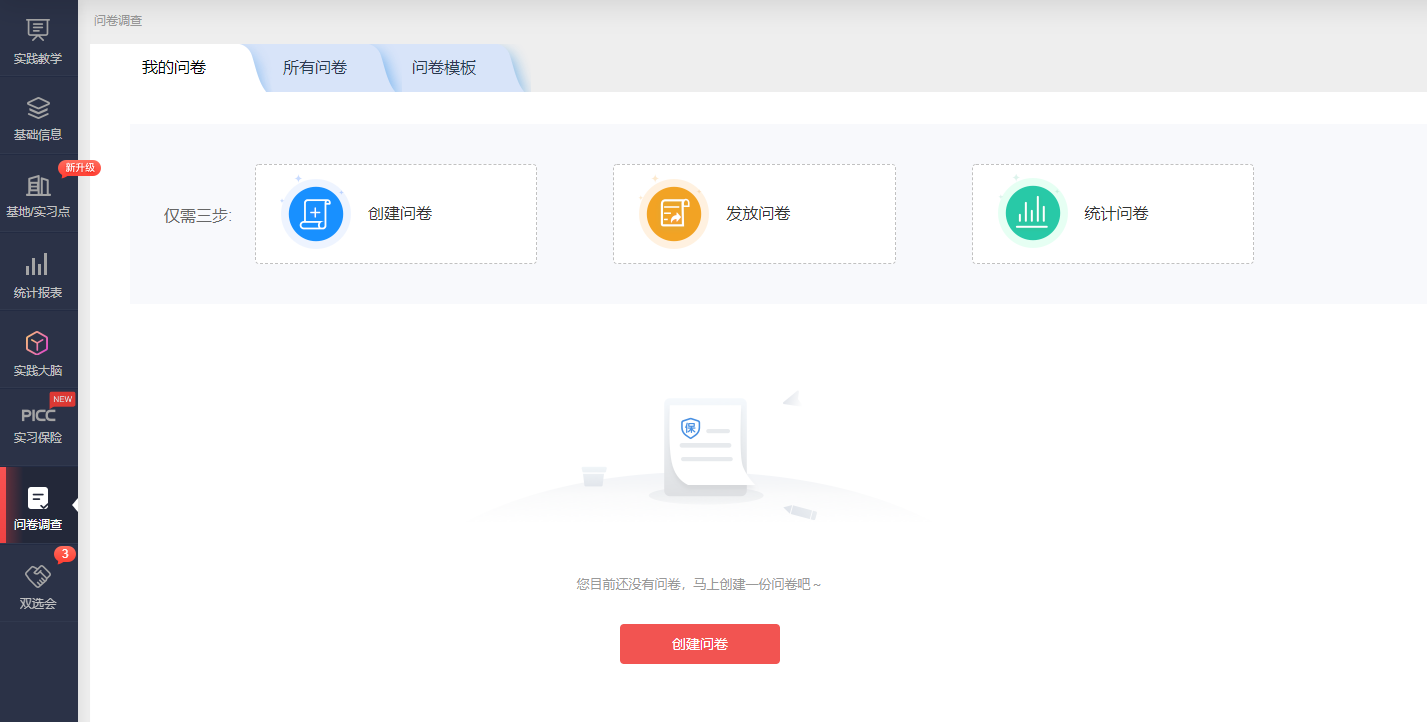 问卷调查
实践教学
基础信息
新升级
基地/实习点
统计报表
实践大脑
NEW
PICC
实习保险
问卷调查
3
双选会
我的问卷
所有问卷
问卷模板
仅需三步:
创建问卷
发放问卷
统计问卷
保
您目前还没有问卷，马上创建一份问卷吧～
创建问卷